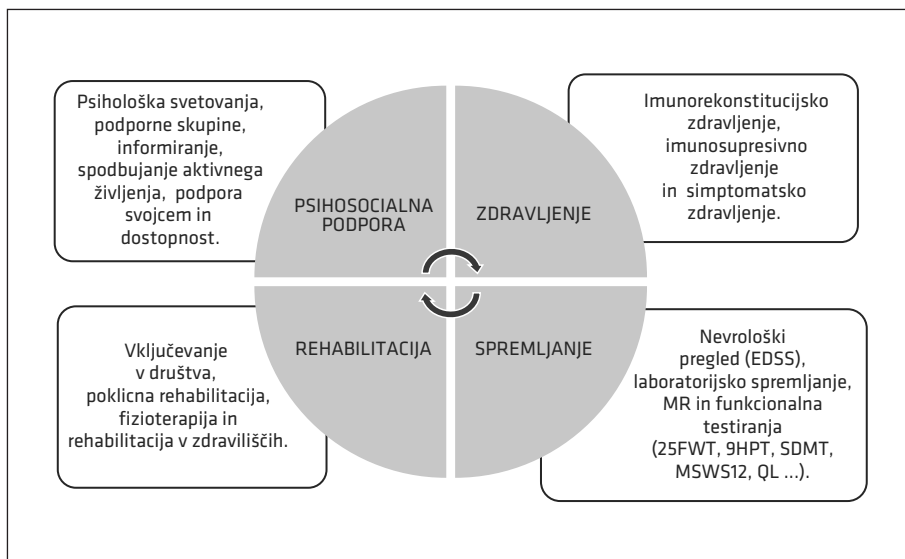 Psihološka svetovanja,
podporne skupine,
informiranje,
spodbujanje aktivnega
življenja, podpora
svojcem in
dostopnost.
PSIHOSOCIALNA
PODPORA
ZDRAVLJENJE
Imunorekonstitucijsko
zdravljenje,
imunosupresivno
zdravljenje
in simptomatsko
zdravljenje.
Vključevanje
v društva,
poklicna rehabilitacija,
fizioterapija in
rehabilitacija v zdraviliščih.
REHABILITACIJA
SPREMLJANJE
Nevrološki
pregled (EDSS),
laboratorijsko spremljanje,
MR in funkcionalna
testiranja
(25FWT, 9HPT, SDMT,
MSWS12, QL ...).